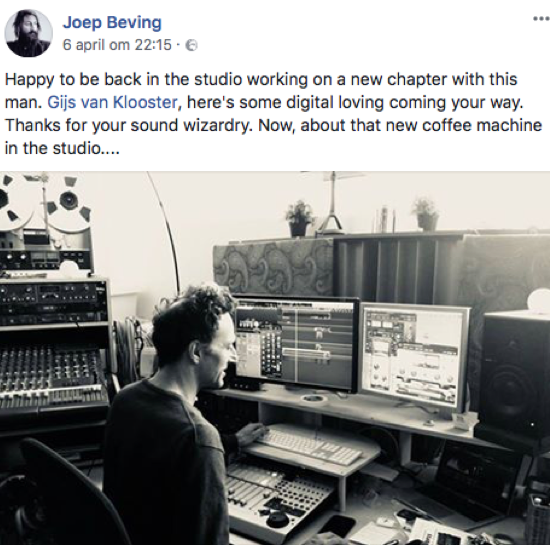 Joep Beving
6 april om 22:15 ·
Happy to be back in the studio working on a new chapter with this
man. Gijs van Klooster, here's some digital loving coming your way.
Thanks for your sound wizardry. Now, about that new coffee machine
in the studio....